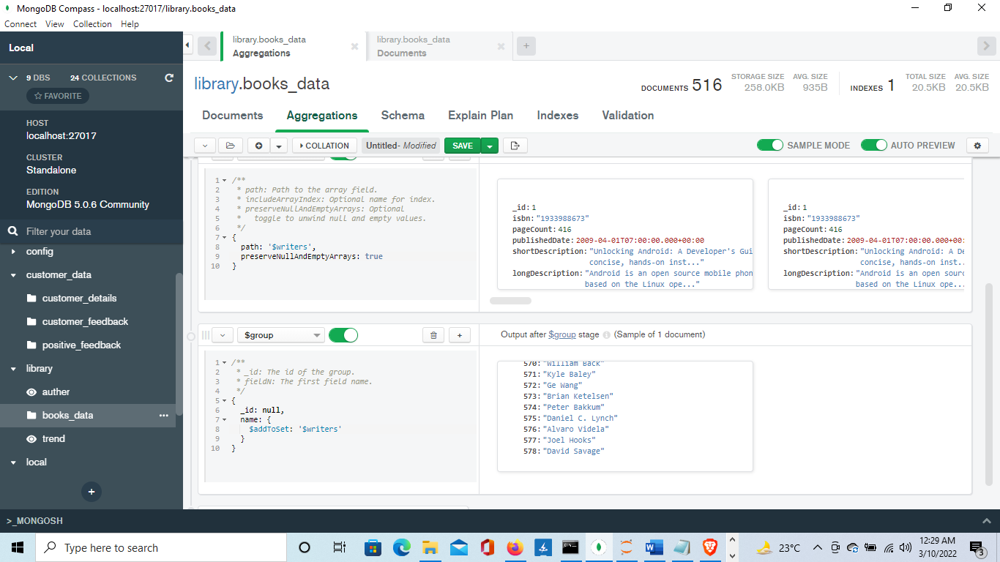 MongoDB Compass - localhost:27017/library.books_data
Connect View Collection Help
Local
9 DBS 24 COLLECTIONS
FAVORITE
HOST
localhost:27017
CLUSTER
Standalone
EDITION
MongoDB 5.0.6 Community
Filter your data
config
customer_data
customer_details
customer_feedback
positive_feedback
library
auther
books_data
trend
local
+
library.books_data
Aggregations
library.books_data
Documents
+
library.books_data
DOCUMENTS 516
STORAGE SIZE
258.0KB
AVG. SIZE
935B
INDEXES 1
TOTAL SIZE
20.5KB
AVG. SIZE
20.5KB
Documents Aggregations Schema Explain Plan Indexes Validation
COLLATION Untitled- Modified SAVE SAMPLE MODE AUTO PREVIEW
1 /**
2 * path: Path to the array field.
3 * includeArrayIndex: Optional name for index.
4 * preserveNullAndEmptyArrays: Optional
5 * toggle to unwind null and empty values.
6 */
7 {
8 path: '$writers',
9 preserveNullAndEmptyArrays: true
10 }
_id: 1
isbn: "1933988673"
pageCount: 416
publishedDate: 2009-04-01T07:00:00.000+00:00
shortDescription: "Unlocking Android: A Developer's Gui
concise, hands-on inst..."
longDescription: "Android is an open source mobile phon
based on the Linux ope..."
_id: 1
isbn: "1933988673"
pageCount: 416
publishedDate: 2009-04-01T07:00:00.000+00:
shortDescription: "Unlocking Android: A De
concise, hands-on inst..
longDescription: "Android is an open sourc
based on the Linux ope...
$group
Output after $group stage (Sample of 1 document)
1 /**
2 * _id: The id of the group.
3 * fieldN: The first field name.
4 */
5 {
6 _id: null,
7 name: {
8 $addToSet: '$writers'
9 }
10 }
570: "William Back"
571: "Kyle Baley"
572: "Ge Wang"
573: "Brian Ketelsen"
574: "Peter Bakkum"
575: "Daniel C. Lynch"
576: "Alvaro Videla"
577: "Joel Hooks"
578: "David Savage"
>_MONGOSH
Type here to search
23°C
12:29 AM
3/10/2022
3